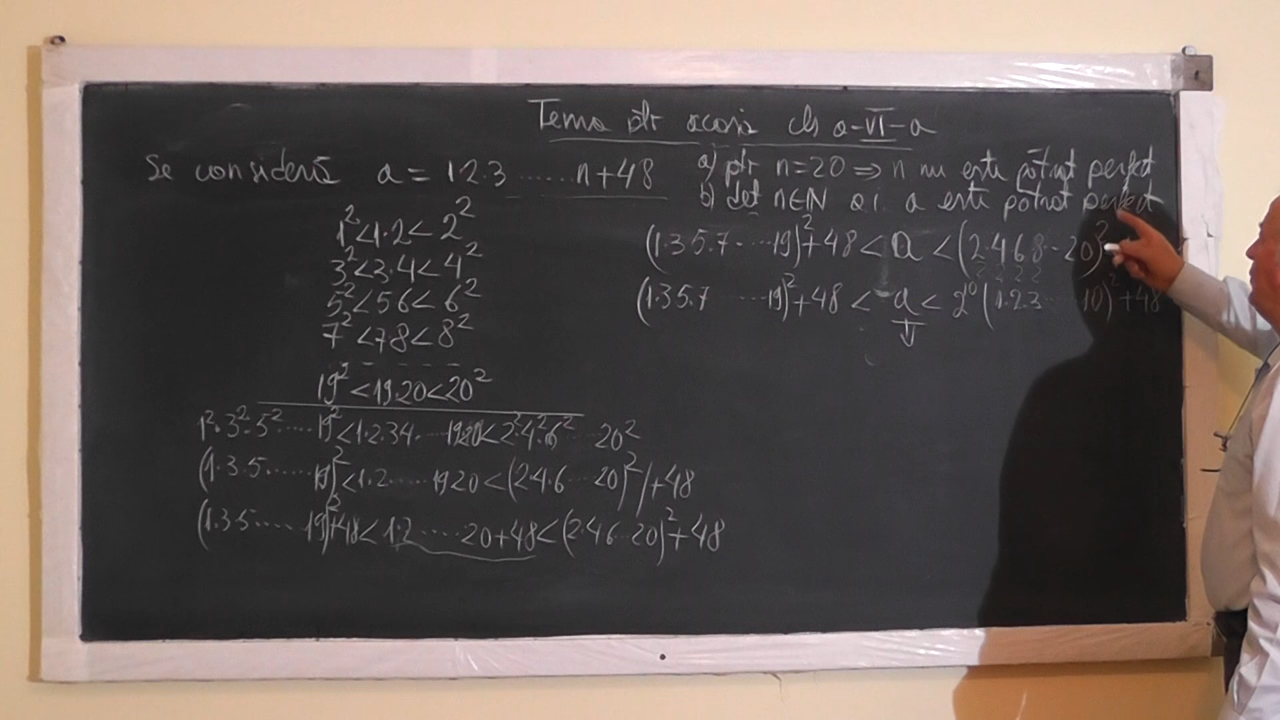 Tema ptr acasă cls a-VI-a
Se consideră a = 1·2·3 ...... n+48
a) ptr n=20 ⇒ n nu este pătrat perfect
b) det n∈ℕ a.i. a este pătrat perfect
1²<1·2<2²
3²<3·4<4²
5²<5·6<6²
7²<7·8<8²
19²<19·20<20²
1²·3²·5²·....19²<1·2·3·4....19·20<2²·4²·6² ... 20²
(1·3·5......19)²<1·2......19·20<(2·4·6...20)²/+48
(1·3·5.....19)²+48<1·2.....20+48<(2·4·6..20)²+48
(1·3·5·7·....19)²+48 < a < (2·4·6·8..20)²
(1·3·5·7 ....19)²+48 < a < 2¹⁰(1·2·3....10)²+48
⇓